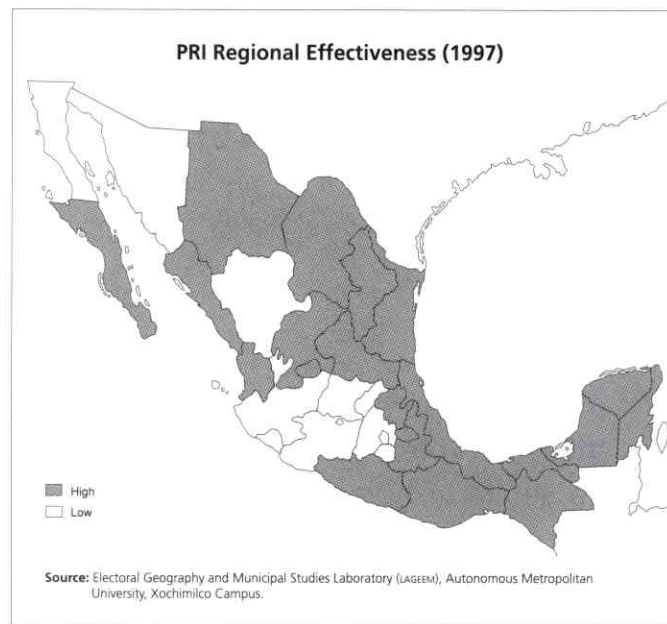 PRI Regional Effectiveness (1997)
High
Low
Source: Electoral Geography and Municipal Studies Laboratory (LAGEEM), Autonomous Metropolitan
University, Xochimilco Campus.